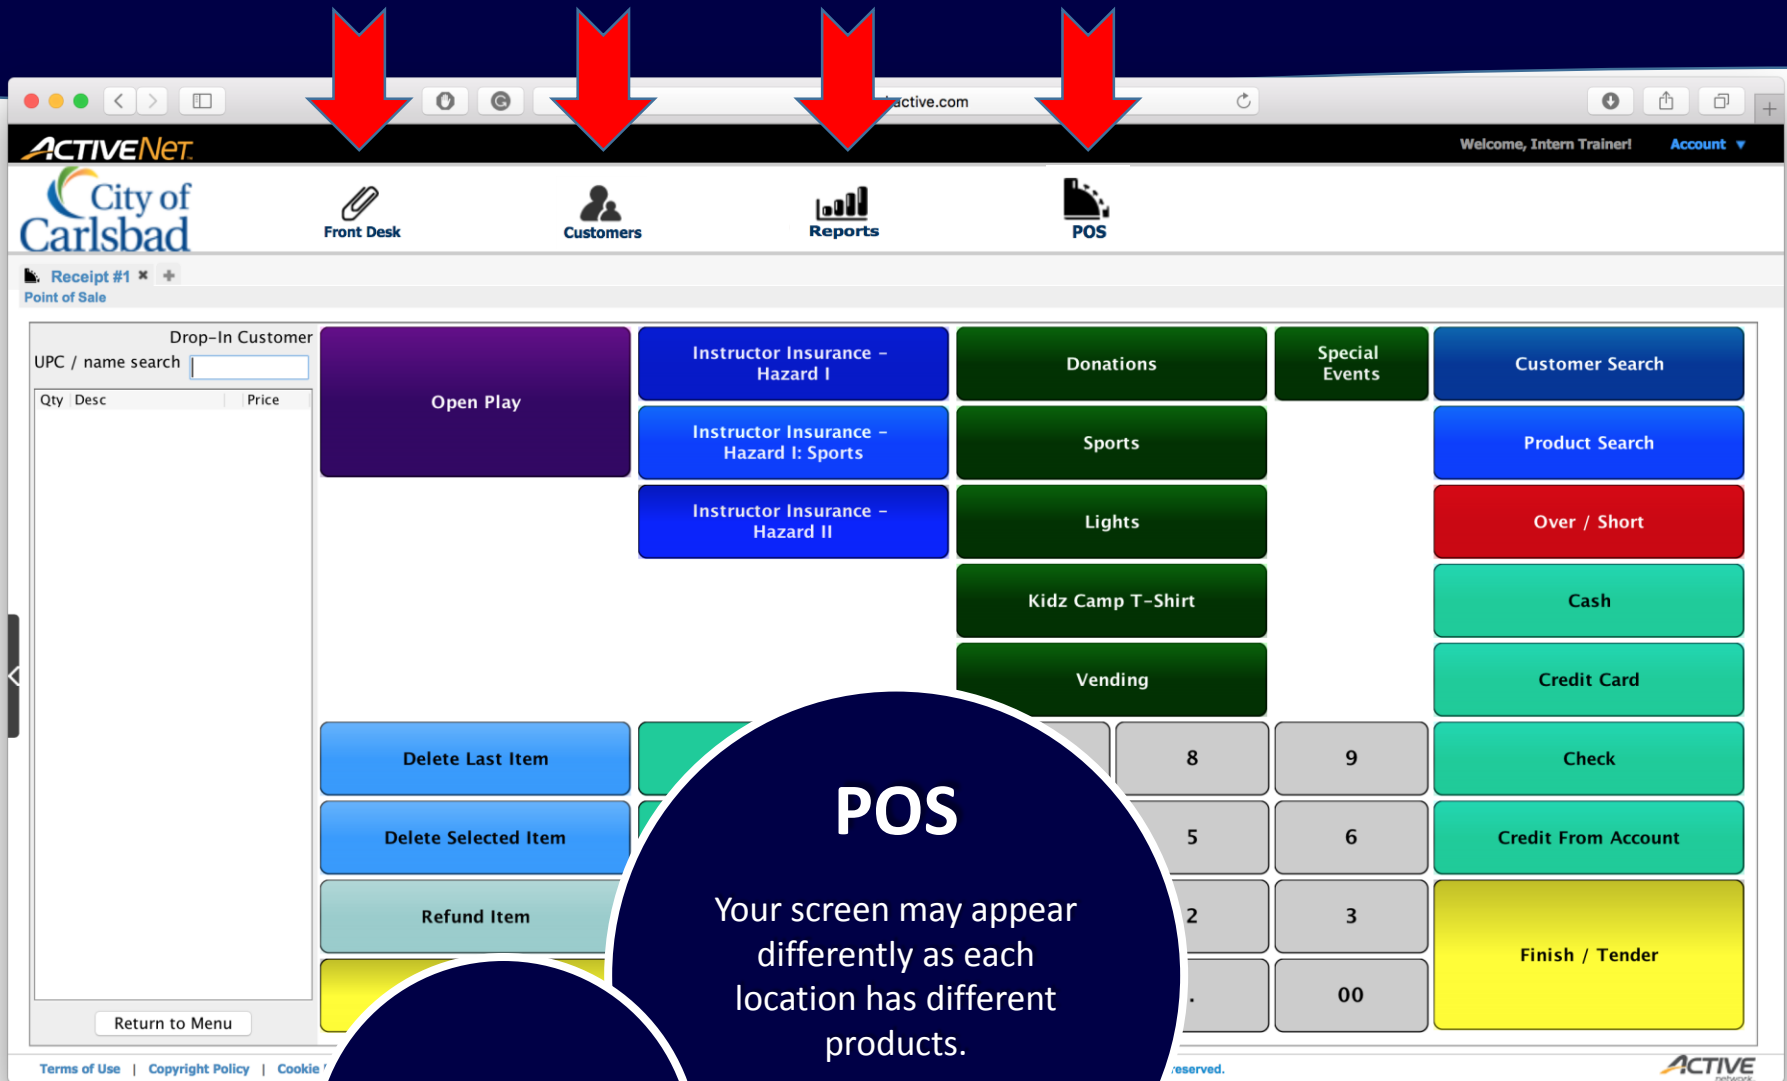 active.com
ACTIVENET
Welcome, Intern Trainer!
Account
City of
Carlsbad
Front Desk
Customers
Reports
POS
Receipt #1
Point of Sale
Drop-In Customer
UPC / name search
Qty Desc Price
Open Play
Instructor Insurance -
Hazard I
Instructor Insurance -
Hazard I: Sports
Instructor Insurance -
Hazard II
Donations
Sports
Lights
Kidz Camp T-Shirt
Vending
Special
Events
Customer Search
Product Search
Over / Short
Cash
Credit Card
Check
Credit From Account
Finish / Tender
Delete Last Item
Delete Selected Item
Refund Item
8 9
5 6
2 3
. 00
POS
Your screen may appear
differently as each
location has different
products.
Return to Menu
Terms of Use | Copyright Policy | Cookie
reserved.
ACTIVE
network.